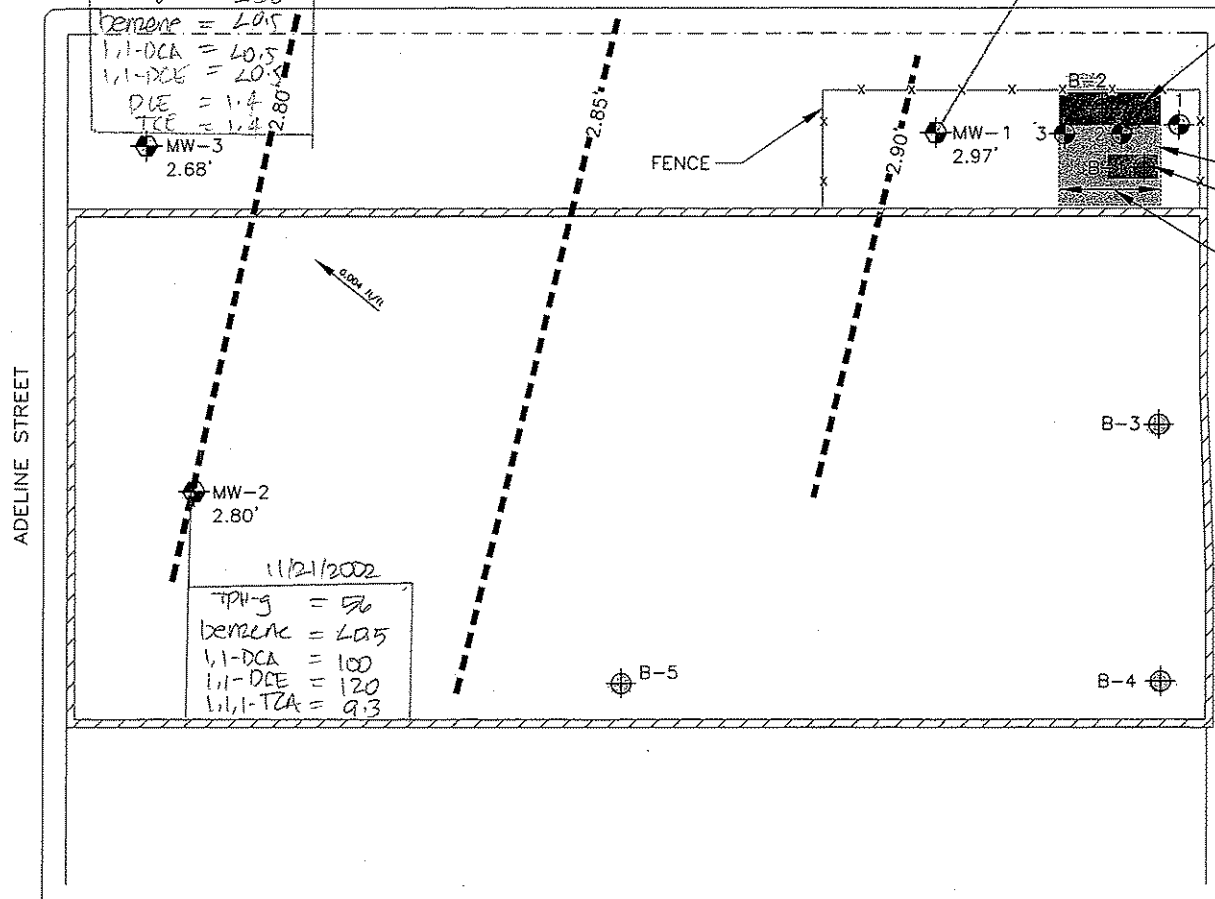 benzene = <0.5
1,1-DCA = <0.5
1,1-DCE = <0.5
DCE = 1.4
TCE = 1.4
2.80'
2.85'
2.90'
MW-3
2.68'
FENCE
MW-1
2.97'
B-2
3
2
1
B
0.004 ft/ft
ADELINE STREET
B-3
MW-2
2.80'
11/21/2002
TPH-g = 56
benzene = <0.5
1,1-DCA = 100
1,1-DCE = 120
1,1,1-TCA = 9.3
B-5
B-4